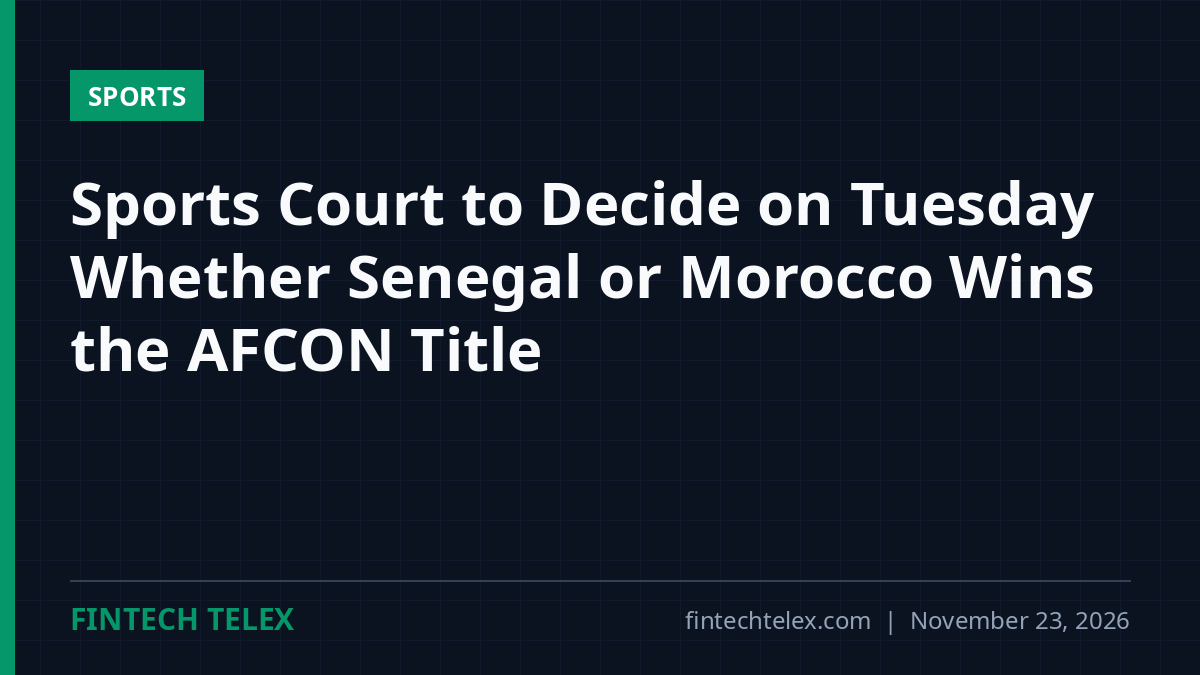 SPORTS
Sports Court to Decide on Tuesday
Whether Senegal or Morocco Wins
the AFCON Title
FINTECH TELEX
fintechtelex.com | November 23, 2026